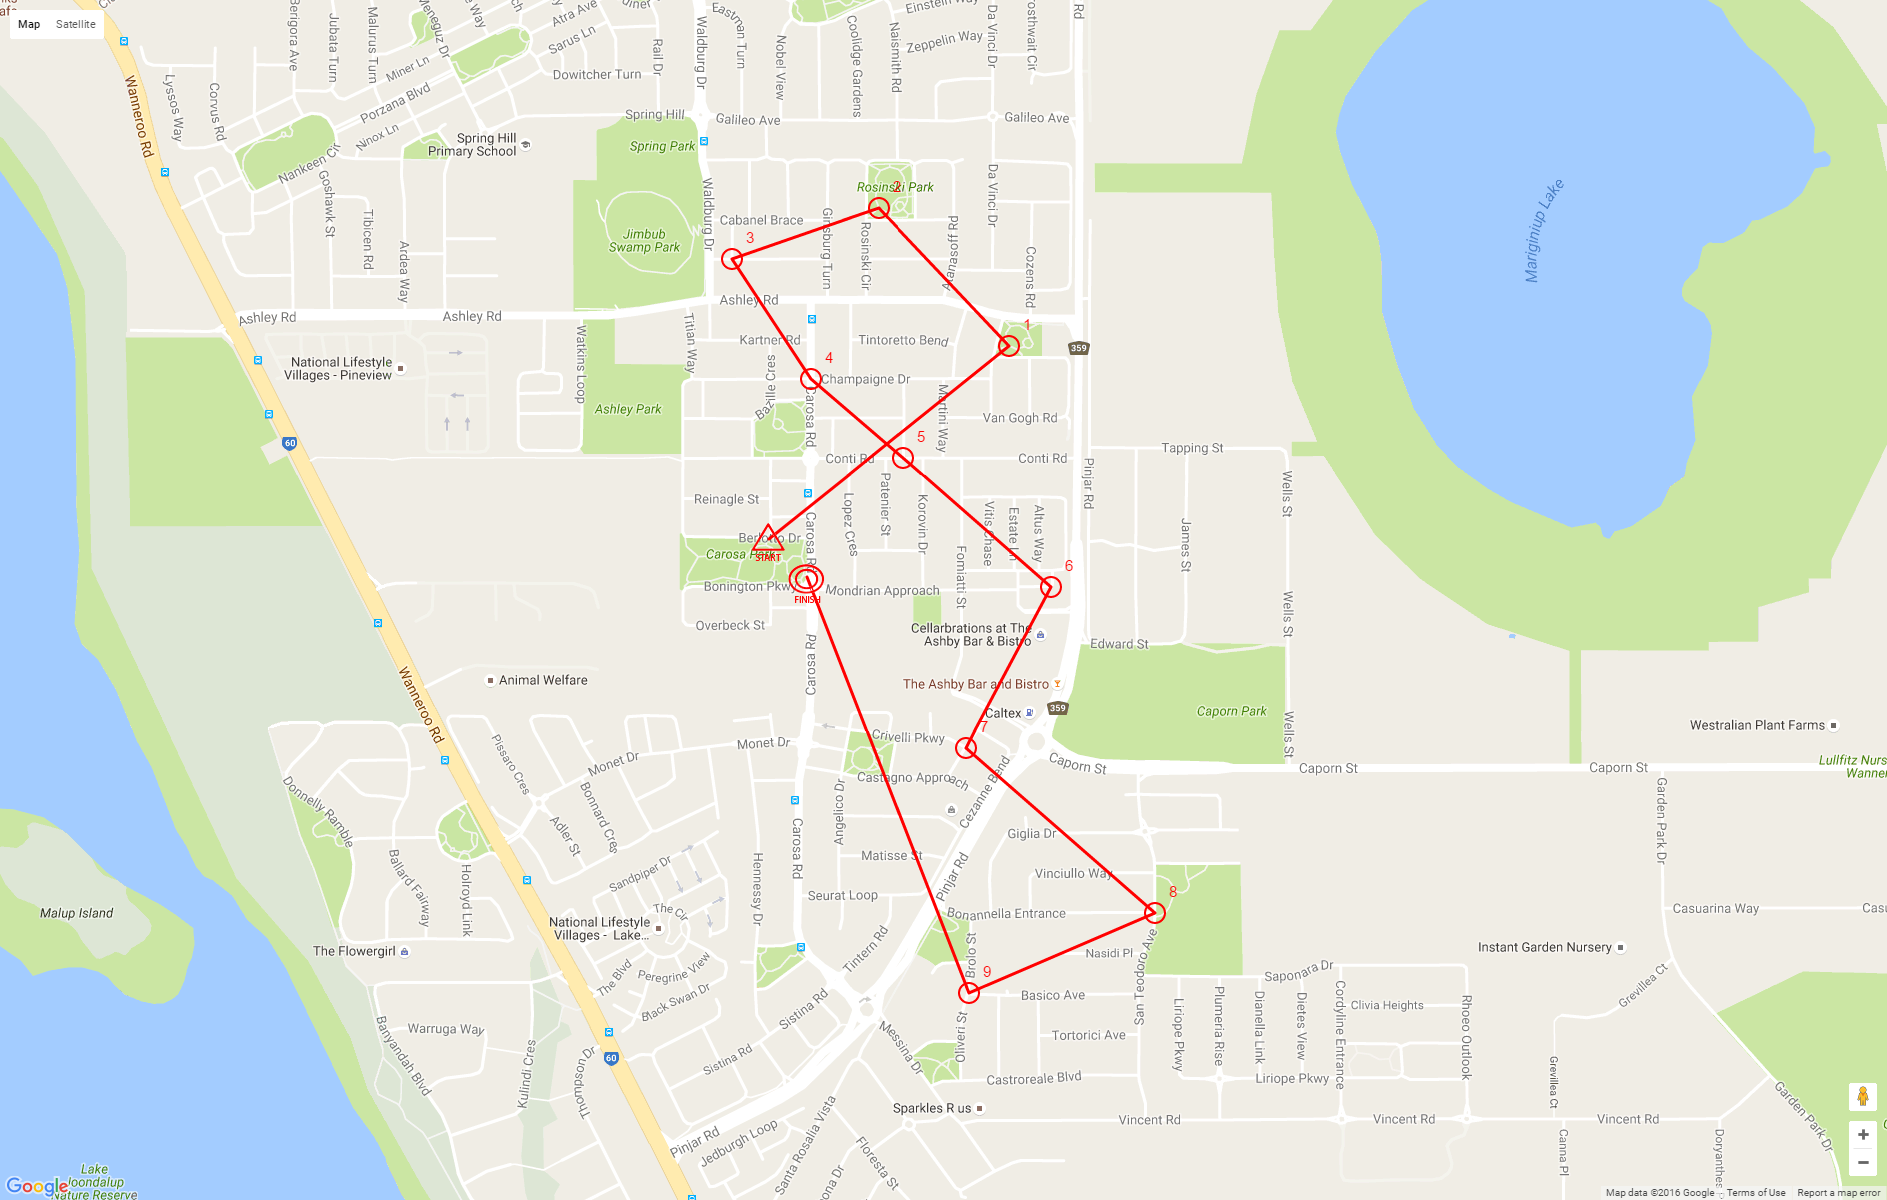 Map Satellite
Berigora Ave
Jubata Turn
Malurus Turn
Meneguz Dr
Atra Ave
Sarus Ln
Eastman Turn
Einstein Way
Zeppelin Way
Miner Ln
Rail Dr
Waldburg Dr
Nobel View
Coolidge Gardens
Naismith Rd
Da Vinci Dr
Dowitcher Turn
Wanneroo Rd
Lyssos Way
Corvus Rd
Porzana Blvd
Ninox Ln
Nankeen Cir
Spring Hill
Galileo Ave
Galileo Ave
Spring Hill
Primary School
Spring Park
Goshawk St
Tibicen Rd
Ardea Way
Waldburg Dr
Rosinski Park
2
Da Vinci Dr
Mariginiup Lake
Cabanel Brace
Ginsburg Turn
Rosinski Cir
Atanasoff Rd
Cozens Rd
Jimbub
Swamp Park
3
Ashley Rd
Ashley Rd
Ashley Rd
1
Titian Way
Watkins Loop
Kartner Rd
Tintoretto Bend
359
National Lifestyle
Villages - Pineview
4
Champaigne Dr
Carosa Rd
Martini Way
Ashley Park
Van Gogh Rd
60
5
Conti Rd
Conti Rd
Tapping St
Pinjar Rd
Wells St
Reinagle St
Lopez Cres
Patenier St
Korovin Dr
Vitis Chase
Estate Ln
Altus Way
James St
Berlotto Dr
Carosa Rd
Carosa Park
START
Fomiatti St
6
Bonington Pkwy
Mondrian Approach
FINISH
Wells St
Overbeck St
Cellarbrations at The
Ashby Bar & Bistro
Edward St
Carosa Rd
Animal Welfare
The Ashby Bar and Bistro
Wanneroo Rd
Caltex
359
Caporn Park
Wells St
7
Westralian Plant Farms
Pissaro Cres
Monet Dr
Monet Dr
Crivelli Pkwy
Caporn St
Caporn St
Caporn St
Castagno Approach
Cezanne Bend
Donnelly Ramble
Bonnard Cres
Adler St
Angelico Dr
Carosa Rd
Giglia Dr
Garden Park Dr
Matisse St
Pinjar Rd
Sandpiper Dr
Hennessy Dr
Vinciullo Way
8
Ballard Fairway
Holroyd Link
Seurat Loop
The Cir
Bonannella Entrance
Casuarina Way
Malup Island
National Lifestyle
Villages - Lake...
The Flowergirl
Tintern Rd
Brolo St
San Teodoro Ave
Nasidi Pl
Instant Garden Nursery
The Blvd
Peregrine View
9
Saponara Dr
Grevillea Ct
Black Swan Dr
Sistina Rd
Basico Ave
Liriope Pkwy
Plumeria Rise
Dianella Link
Dietes View
Cordyline Entrance
Clivia Heights
Rhoeo Outlook
Warruga Way
Banyandah Blvd
Kulindi Cres
Thompson Dr
60
Sistina Rd
Messina Dr
Olivieri St
Tortorici Ave
Castroreale Blvd
Liriope Pkwy
Grevillea Ct
Garden Park Dr
Sparkles R us
Vincent Rd
Vincent Rd
Vincent Rd
Pinjar Rd
Jedburgh Loop
Santa Rosalia Vista
Floresta St
Canna Pl
Lake
Nature Reserve
Google
Map data ©2016 Google Terms of Use Report a map error